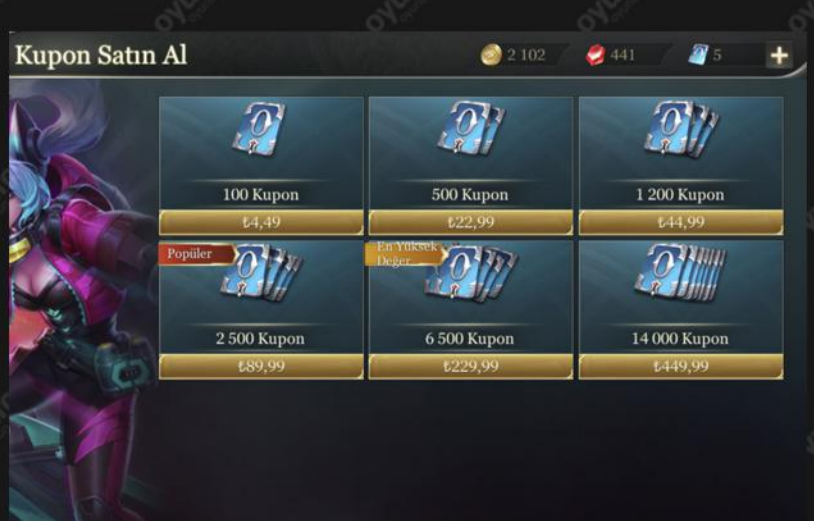 Kupon Satın Al
2 102
441
5
100 Kupon
500 Kupon
1 200 Kupon
₺4,49
₺22,99
₺44,99
Popüler
En Yüksek
Değer
2 500 Kupon
6 500 Kupon
14 000 Kupon
₺89,99
₺229,99
₺449,99